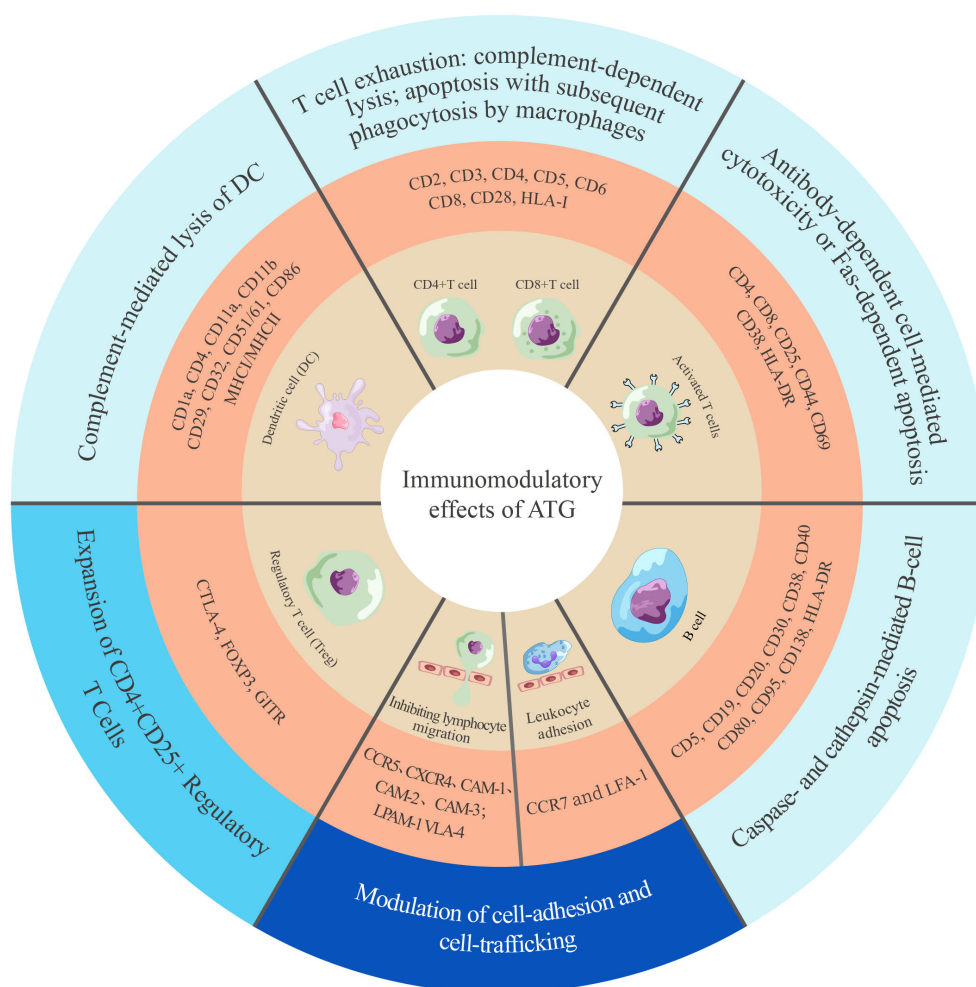 T cell exhaustion: complement-dependent
lysis; apoptosis with subsequent
phagocytosis by macrophages
CD2, CD3, CD4, CD5, CD6
CD8, CD28, HLA-I
CD4+T cell
CD8+T cell
Antibody-dependent cell-mediated
cytotoxicity or Fas-dependent apoptosis
CD4, CD8, CD25, CD44, CD69
CD38, HLA-DR
Activated T cells
Caspase- and cathepsin-mediated B-cell
apoptosis
CD5, CD19, CD20, CD30, CD38, CD40
CD80, CD95, CD138, HLA-DR
B cell
Modulation of cell-adhesion and
cell-trafficking
CCR7 and LFA-1
Leukocyte
adhesion
CCR5、CXCR4、CAM-1、
CAM-2、 CAM-3;
LPAM-1 VLA-4
Inhibiting lymphocyte
migration
Expansion of CD4+CD25+ Regulatory
T Cells
CTLA-4, FOXP3, GITR
Regulatory T cell (Treg)
Complement-mediated lysis of DC
CD1a, CD4, CD11a, CD11b
CD29, CD32, CD51/61, CD86
MHCI/MHCII
Dendritic cell (DC)
Immunomodulatory
effects of ATG